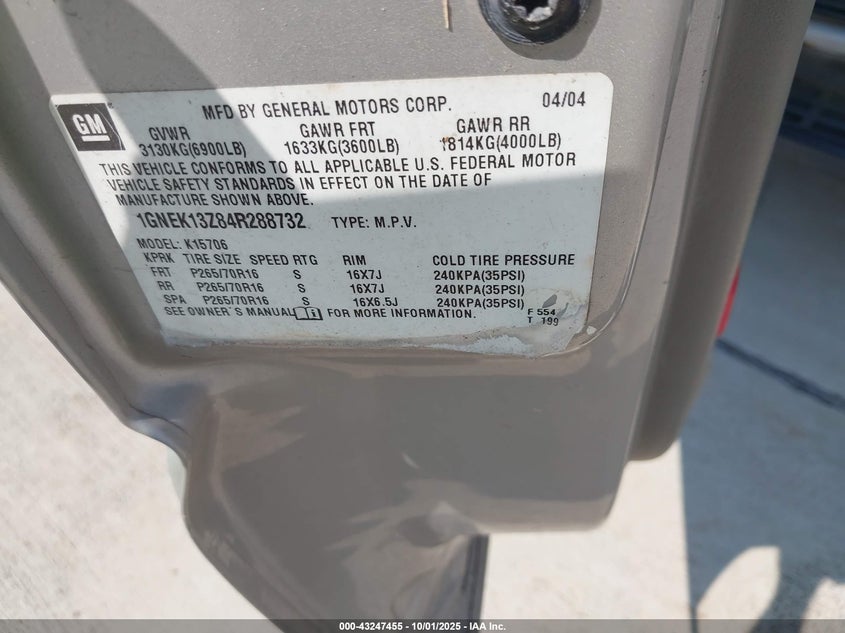 GM
MFD BY GENERAL MOTORS CORP. 04/04
GVWR GAWR FRT GAWR RR
3130KG(6900LB) 1633KG(3600LB) 1814KG(4000LB)
THIS VEHICLE CONFORMS TO ALL APPLICABLE U.S. FEDERAL MOTOR
VEHICLE SAFETY STANDARDS IN EFFECT ON THE DATE OF
MANUFACTURE SHOWN ABOVE.
1GNEK13Z84R288732 TYPE: M.P.V.
MODEL: K15706
KPRK TIRE SIZE SPEED RTG RIM COLD TIRE PRESSURE
FRT P265/70R16 S 16X7J 240KPA(35PSI)
RR P265/70R16 S 16X7J 240KPA(35PSI)
SPA P265/70R16 S 16X6.5J 240KPA(35PSI)
SEE OWNER'S MANUAL FOR MORE INFORMATION.
F 554
T 199
000-43247455 - 10/01/2025 - IAA Inc.